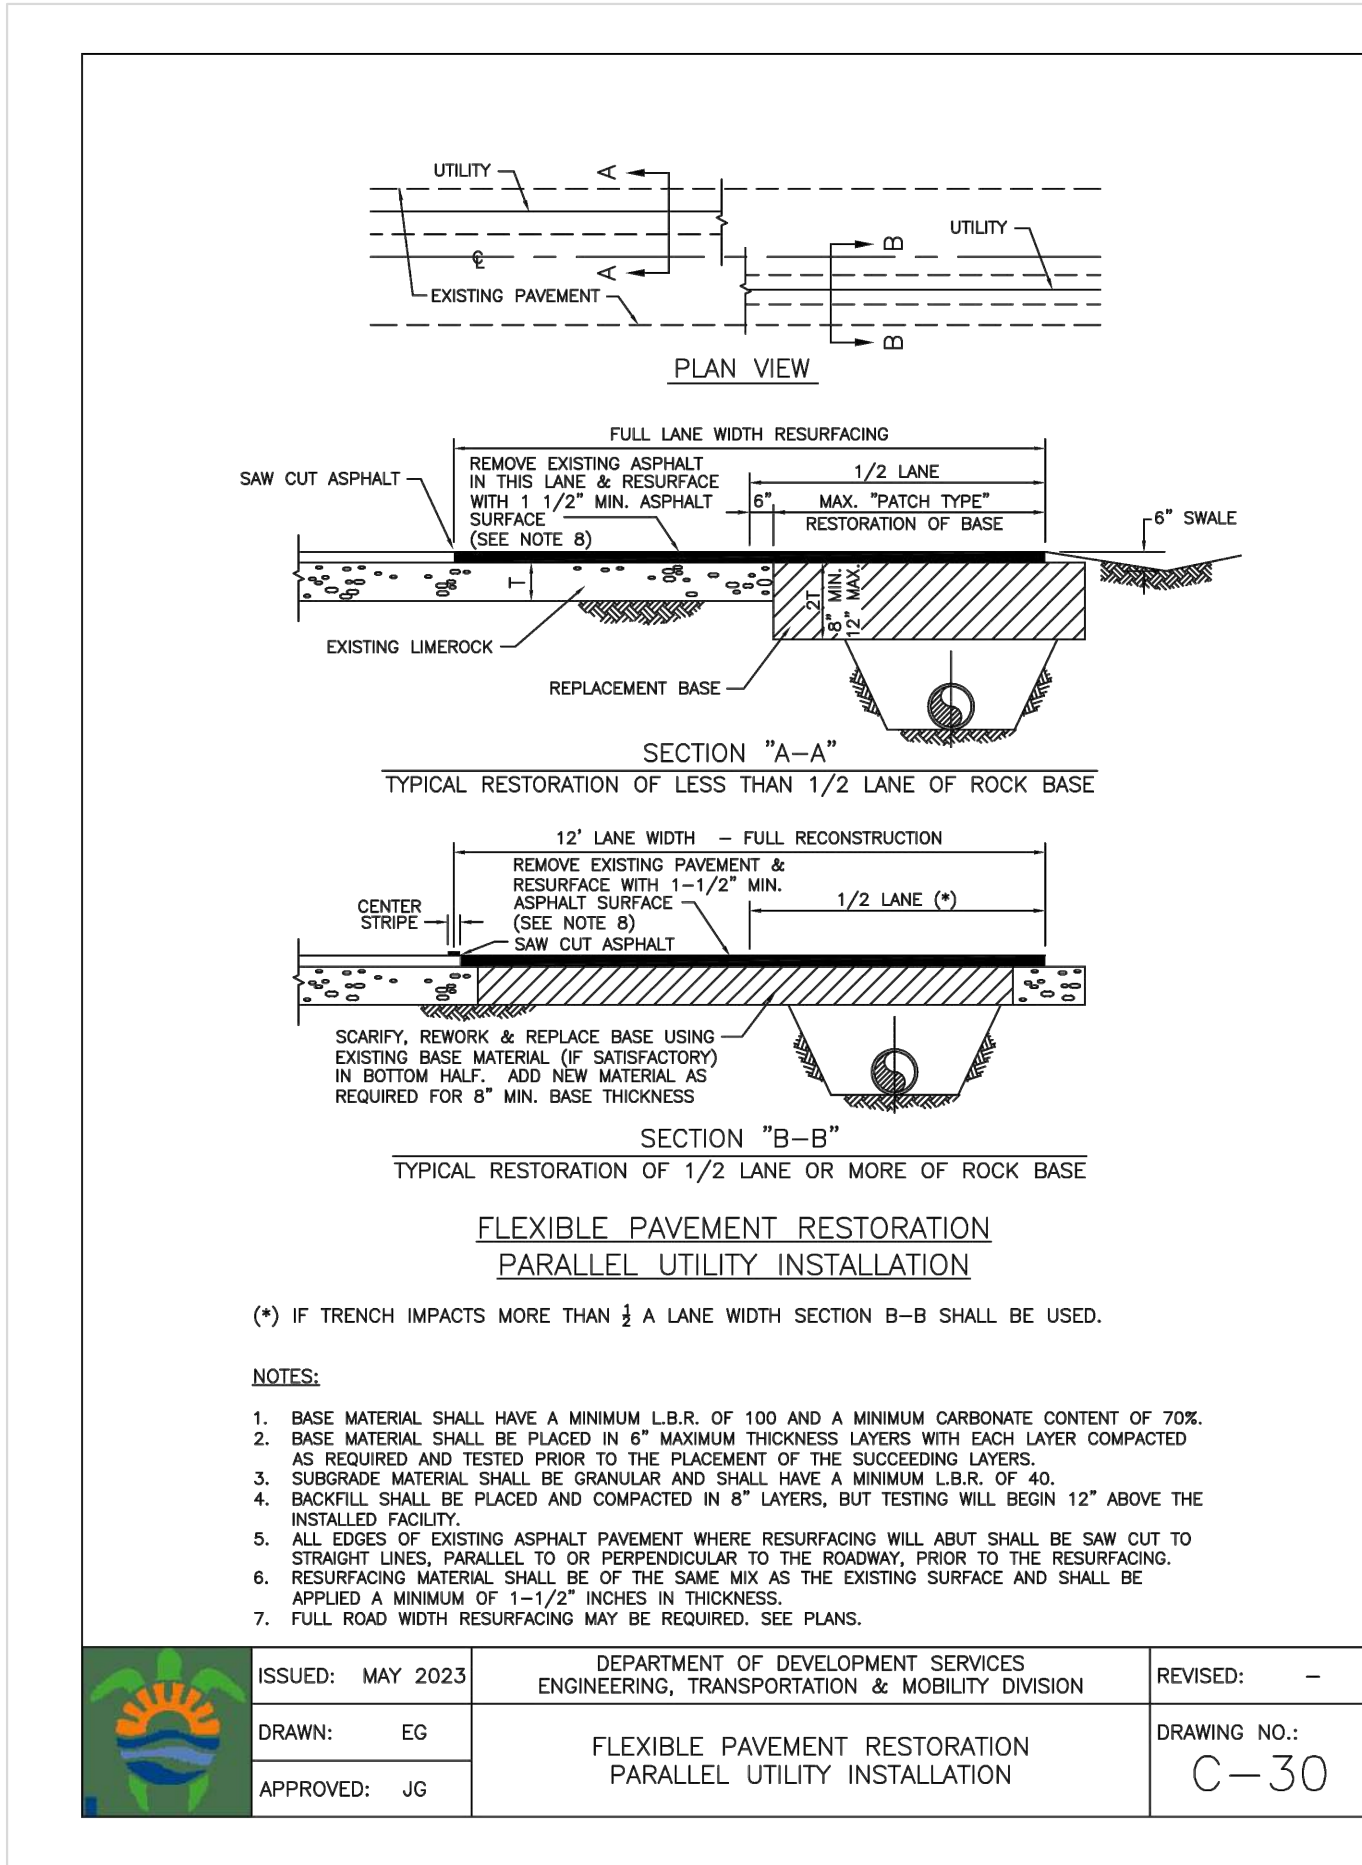 UTILITY
A
UTILITY
B
℄
A
EXISTING PAVEMENT
B
PLAN VIEW
FULL LANE WIDTH RESURFACING
SAW CUT ASPHALT
REMOVE EXISTING ASPHALT
IN THIS LANE & RESURFACE
WITH 1 1/2" MIN. ASPHALT
SURFACE
(SEE NOTE 8)
1/2 LANE
6"
MAX. "PATCH TYPE"
RESTORATION OF BASE
6" SWALE
T
2T
8" MIN.
12" MAX.
EXISTING LIMEROCK
REPLACEMENT BASE
SECTION "A-A"
TYPICAL RESTORATION OF LESS THAN 1/2 LANE OF ROCK BASE
12' LANE WIDTH - FULL RECONSTRUCTION
REMOVE EXISTING PAVEMENT &
RESURFACE WITH 1-1/2" MIN.
ASPHALT SURFACE
(SEE NOTE 8)
1/2 LANE (*)
CENTER
STRIPE
SAW CUT ASPHALT
SCARIFY, REWORK & REPLACE BASE USING
EXISTING BASE MATERIAL (IF SATISFACTORY)
IN BOTTOM HALF. ADD NEW MATERIAL AS
REQUIRED FOR 8" MIN. BASE THICKNESS
SECTION "B-B"
TYPICAL RESTORATION OF 1/2 LANE OR MORE OF ROCK BASE
FLEXIBLE PAVEMENT RESTORATION
PARALLEL UTILITY INSTALLATION
(*) IF TRENCH IMPACTS MORE THAN ½ A LANE WIDTH SECTION B-B SHALL BE USED.
NOTES:
1. BASE MATERIAL SHALL HAVE A MINIMUM L.B.R. OF 100 AND A MINIMUM CARBONATE CONTENT OF 70%.
2. BASE MATERIAL SHALL BE PLACED IN 6" MAXIMUM THICKNESS LAYERS WITH EACH LAYER COMPACTED
AS REQUIRED AND TESTED PRIOR TO THE PLACEMENT OF THE SUCCEEDING LAYERS.
3. SUBGRADE MATERIAL SHALL BE GRANULAR AND SHALL HAVE A MINIMUM L.B.R. OF 40.
4. BACKFILL SHALL BE PLACED AND COMPACTED IN 8" LAYERS, BUT TESTING WILL BEGIN 12" ABOVE THE
INSTALLED FACILITY.
5. ALL EDGES OF EXISTING ASPHALT PAVEMENT WHERE RESURFACING WILL ABUT SHALL BE SAW CUT TO
STRAIGHT LINES, PARALLEL TO OR PERPENDICULAR TO THE ROADWAY, PRIOR TO THE RESURFACING.
6. RESURFACING MATERIAL SHALL BE OF THE SAME MIX AS THE EXISTING SURFACE AND SHALL BE
APPLIED A MINIMUM OF 1-1/2" INCHES IN THICKNESS.
7. FULL ROAD WIDTH RESURFACING MAY BE REQUIRED. SEE PLANS.
ISSUED: MAY 2023
DEPARTMENT OF DEVELOPMENT SERVICES
ENGINEERING, TRANSPORTATION & MOBILITY DIVISION
REVISED: -
DRAWN: EG
FLEXIBLE PAVEMENT RESTORATION
PARALLEL UTILITY INSTALLATION
DRAWING NO.:
C-30
APPROVED: JG